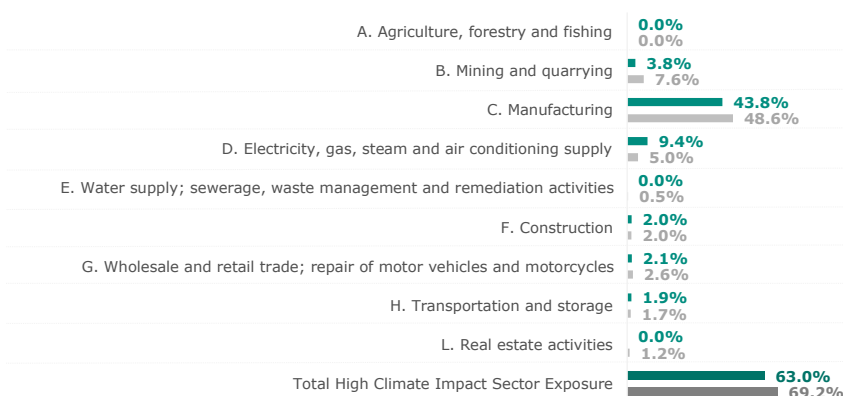 A. Agriculture, forestry and fishing 0.0%
0.0%
B. Mining and quarrying 3.8%
7.6%
C. Manufacturing 43.8%
48.6%
D. Electricity, gas, steam and air conditioning supply 9.4%
5.0%
E. Water supply; sewerage, waste management and remediation activities 0.0%
0.5%
F. Construction 2.0%
2.0%
G. Wholesale and retail trade; repair of motor vehicles and motorcycles 2.1%
2.6%
H. Transportation and storage 1.9%
1.7%
L. Real estate activities 0.0%
1.2%
Total High Climate Impact Sector Exposure 63.0%
69.2%